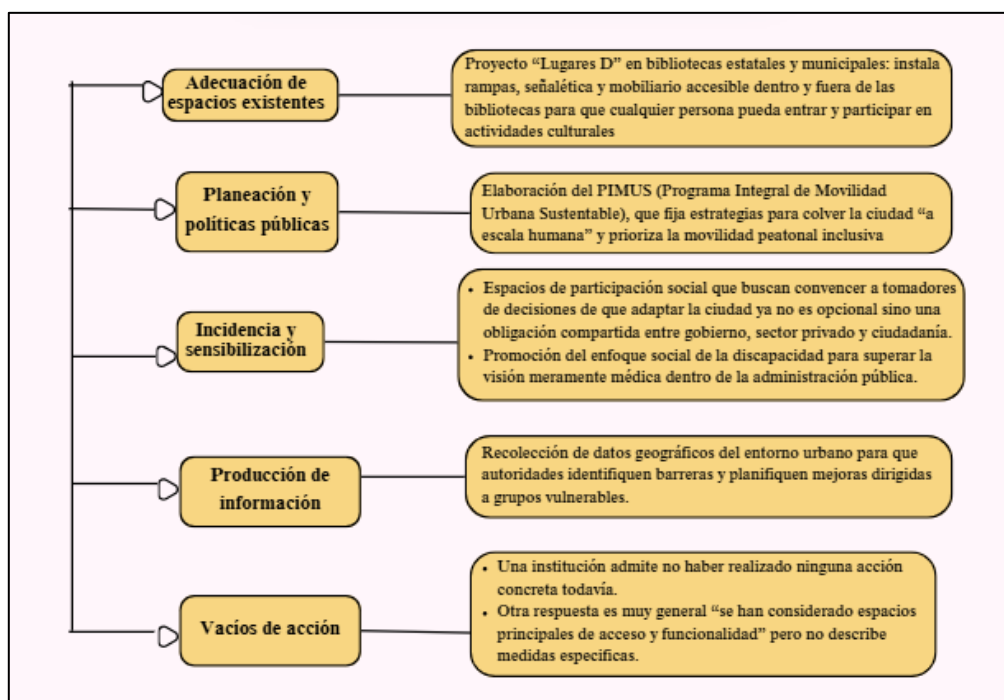 Adecuación de
espacios existentes
Proyecto “Lugares D” en bibliotecas estatales y municipales: instala
rampas, señalética y mobiliario accesible dentro y fuera de las
bibliotecas para que cualquier persona pueda entrar y participar en
actividades culturales
Planeación y
políticas públicas
Elaboración del PIMUS (Programa Integral de Movilidad
Urbana Sustentable), que fija estrategias para colver la ciudad “a
escala humana” y prioriza la movilidad peatonal inclusiva
Incidencia y
sensibilización
• Espacios de participación social que buscan convencer a tomadores
de decisiones de que adaptar la ciudad ya no es opcional sino una
obligación compartida entre gobierno, sector privado y ciudadanía.
• Promoción del enfoque social de la discapacidad para superar la
visión meramente médica dentro de la administración pública.
Producción de
información
Recolección de datos geográficos del entorno urbano para que
autoridades identifiquen barreras y planifiquen mejoras dirigidas
a grupos vulnerables.
Vacíos de acción
• Una institución admite no haber realizado ninguna acción
concreta todavía.
• Otra respuesta es muy general “se han considerado espacios
principales de acceso y funcionalidad” pero no describe
medidas especificas.